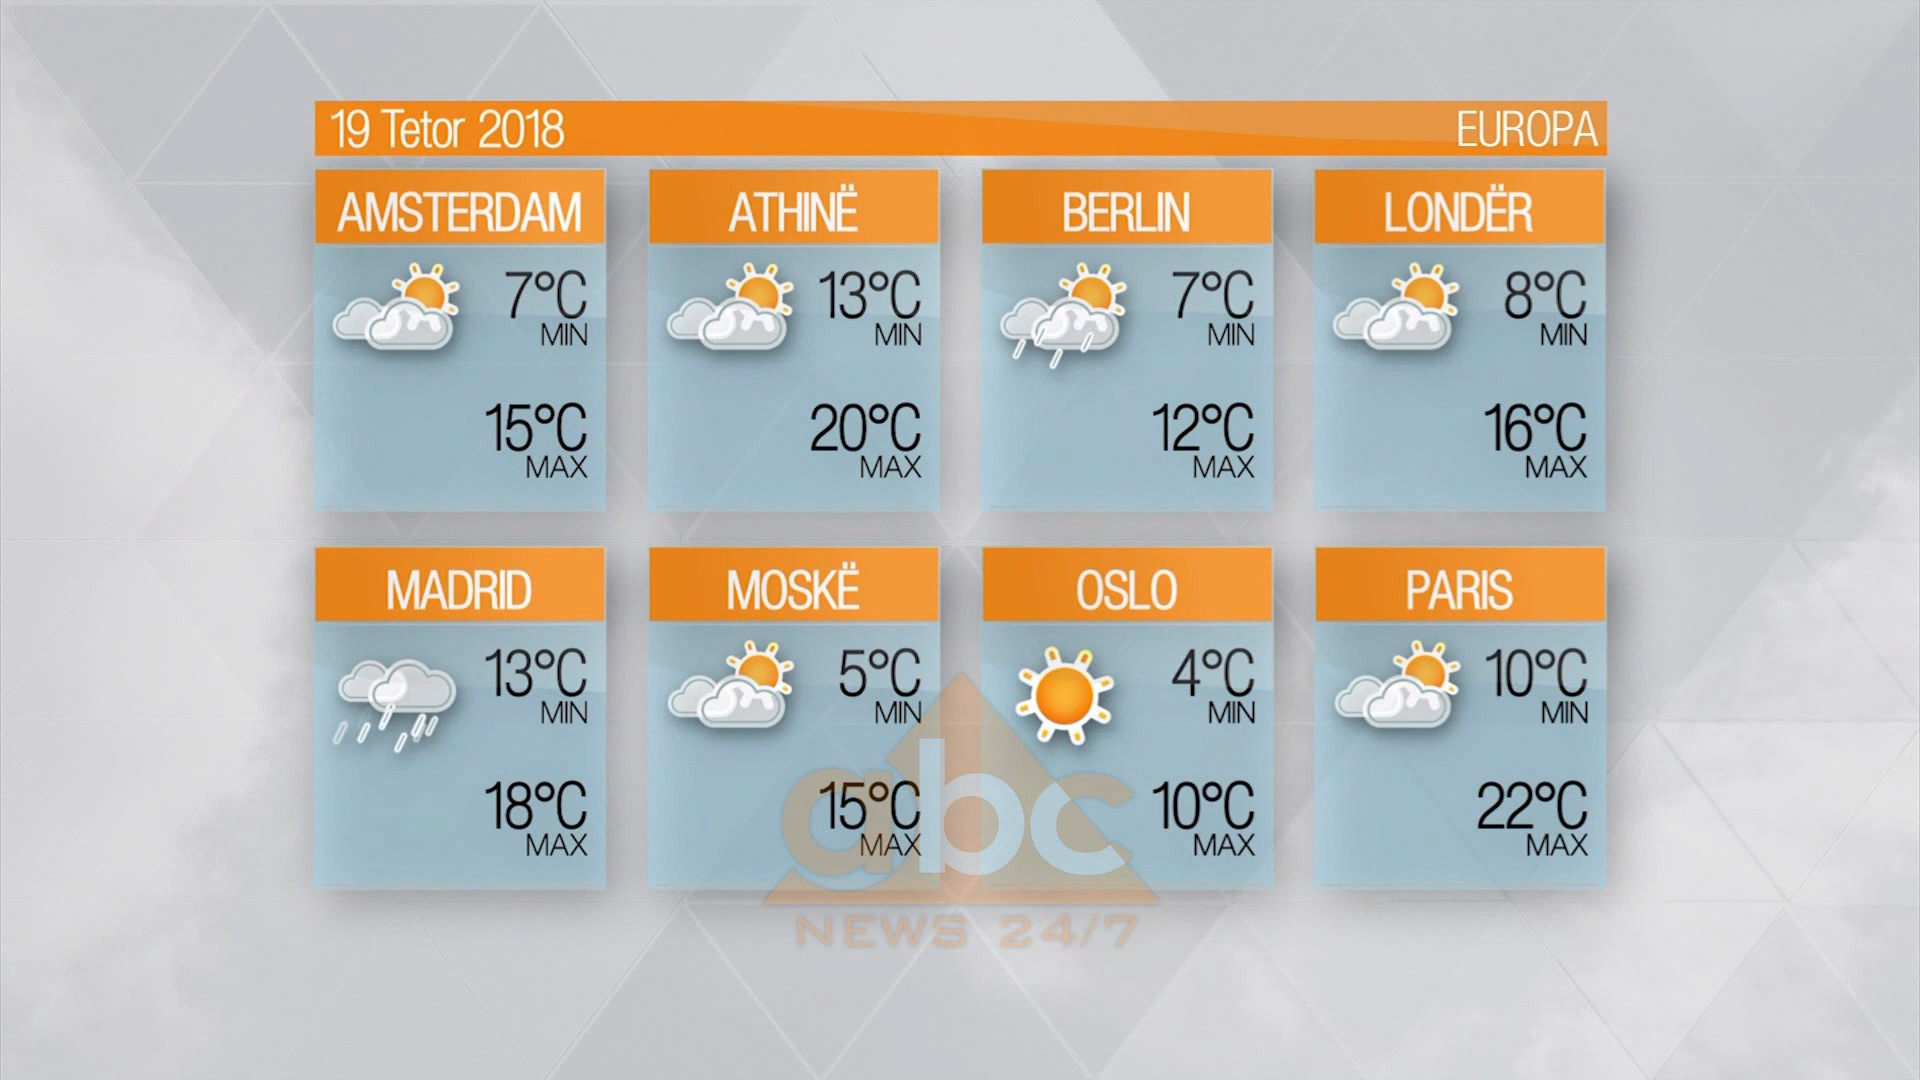 19 Tetor 2018 EUROPA
AMSTERDAM
7°C
MIN
15°C
MAX
ATHINË
13°C
MIN
20°C
MAX
BERLIN
7°C
MIN
12°C
MAX
LONDËR
8°C
MIN
16°C
MAX
MADRID
13°C
MIN
18°C
MAX
MOSKË
5°C
MIN
15°C
MAX
OSLO
4°C
MIN
10°C
MAX
PARIS
10°C
MIN
22°C
MAX
abc
NEWS 24/7